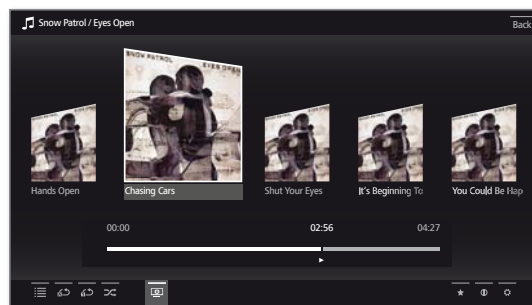 Snow Patrol / Eyes Open
Back
SNOW PATROL EYES OPEN
Hands Open
Chasing Cars
Shut Your Eyes
It's Beginning To
You Could Be Hap
00:00 02:56 04:27